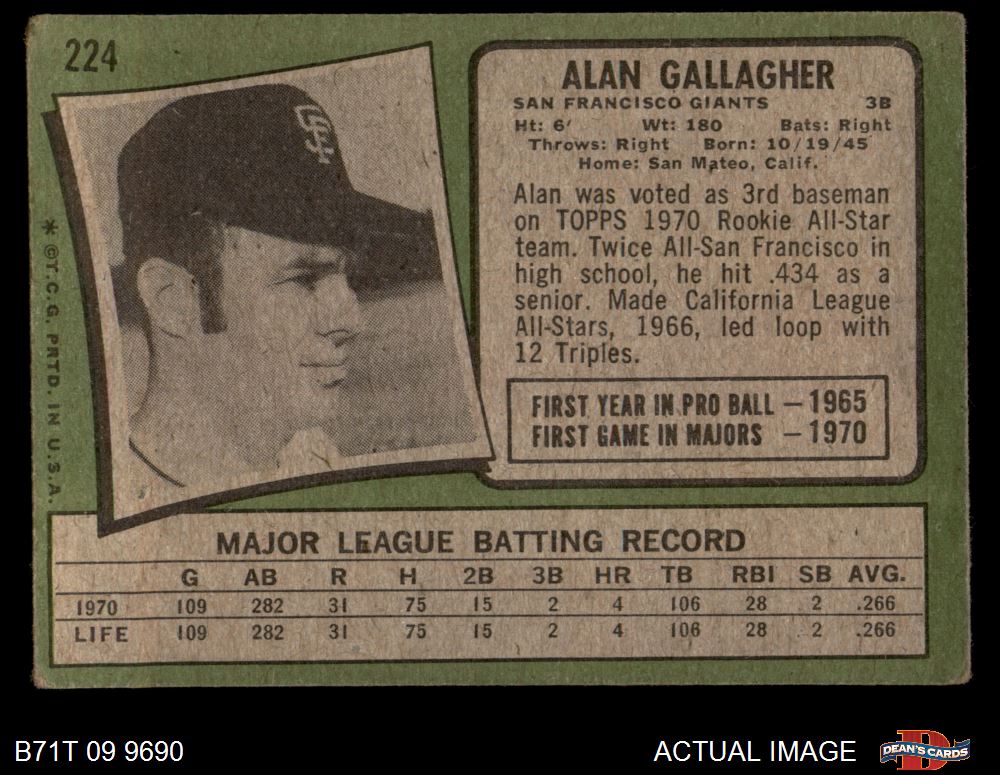 224
SF
ALAN GALLAGHER
SAN FRANCISCO GIANTS 3B
Ht: 6' Wt: 180 Bats: Right
Throws: Right Born: 10/19/45
Home: San Mateo, Calif.
Alan was voted as 3rd baseman
on TOPPS 1970 Rookie All-Star
team. Twice All-San Francisco in
high school, he hit .434 as a
senior. Made California League
All-Stars, 1966, led loop with
12 Triples.
FIRST YEAR IN PRO BALL – 1965
FIRST GAME IN MAJORS – 1970
* ©T.C.G. PRTD. IN U.S.A.
MAJOR LEAGUE BATTING RECORD
G AB R H 2B 3B HR TB RBI SB AVG.
1970 109 282 31 75 15 2 4 106 28 2 .266
LIFE 109 282 31 75 15 2 4 106 28 2 .266
B71T 09 9690
ACTUAL IMAGE
D
DEAN'S CARDS